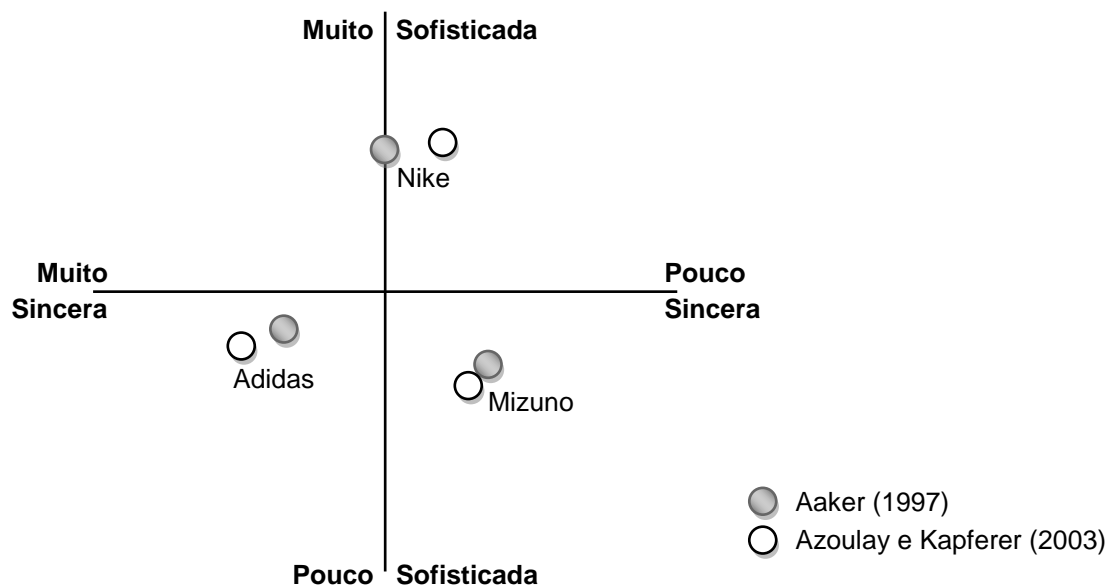 Muito Sofisticada
Nike
Muito
Sincera
Pouco
Sincera
Adidas
Mizuno
Aaker (1997)
Azoulay e Kapferer (2003)
Pouco Sofisticada